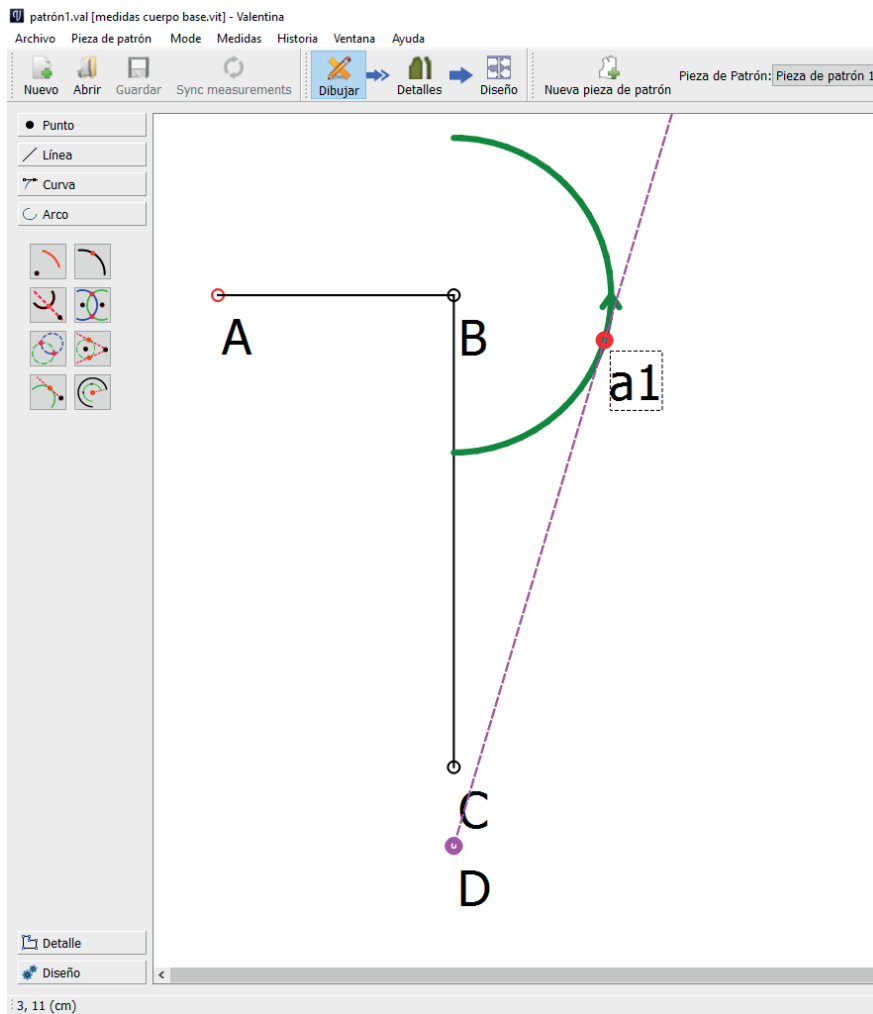 patrón1.val [medidas cuerpo base.vit] - Valentina
Archivo Pieza de patrón Mode Medidas Historia Ventana Ayuda
Nuevo Abrir Guardar Sync measurements Dibujar Detalles Diseño Nueva pieza de patrón Pieza de Patrón: Pieza de patrón 1
Punto
Línea
Curva
Arco
A B
a1
C
D
Detalle
Diseño
3, 11 (cm)